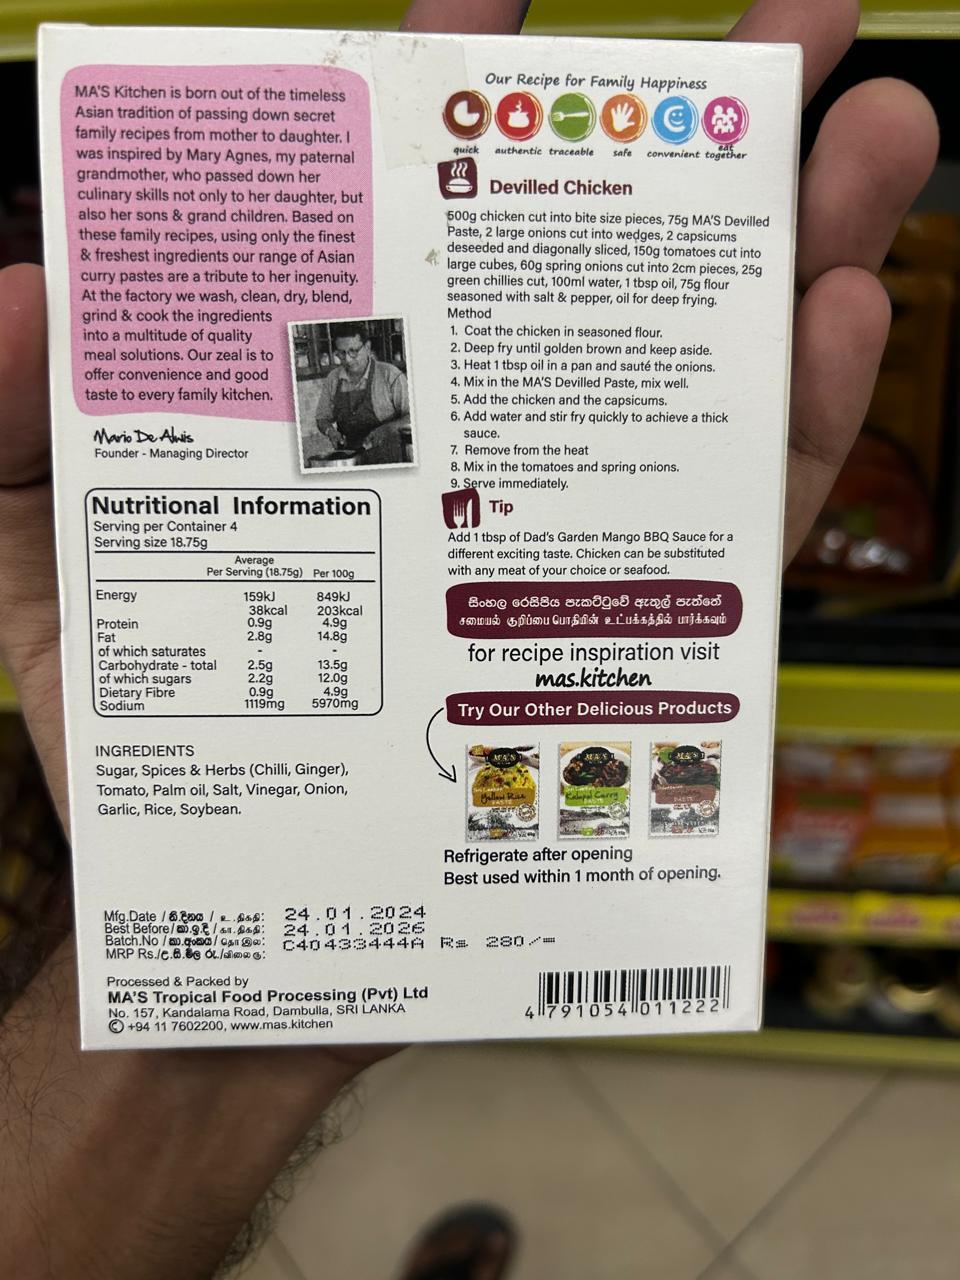 MA'S Kitchen is born out of the timeless
Asian tradition of passing down secret
family recipes from mother to daughter. I
was inspired by Mary Agnes, my paternal
grandmother, who passed down her
culinary skills not only to her daughter, but
also her sons & grand children. Based on
these family recipes, using only the finest
& freshest ingredients our range of Asian
curry pastes are a tribute to her ingenuity.
At the factory we wash, clean, dry, blend,
grind & cook the ingredients
into a multitude of quality
meal solutions. Our zeal is to
offer convenience and good
taste to every family kitchen.
Mario De Alwis
Founder - Managing Director
Nutritional Information
Serving per Container 4
Serving size 18.75g
Average
Per Serving (18.75g) Per 100g
Energy 159kJ 849kJ
38kcal 203kcal
Protein 0.9g 4.9g
Fat 2.8g 14.8g
of which saturates - -
Carbohydrate - total 2.5g 13.5g
of which sugars 2.2g 12.0g
Dietary Fibre 0.9g 4.9g
Sodium 1119mg 5970mg
INGREDIENTS
Sugar, Spices & Herbs (Chilli, Ginger),
Tomato, Palm oil, Salt, Vinegar, Onion,
Garlic, Rice, Soybean.
Our Recipe for Family Happiness
quick authentic traceable safe convenient eat together
Devilled Chicken
500g chicken cut into bite size pieces, 75g MA'S Devilled
Paste, 2 large onions cut into wedges, 2 capsicums
deseeded and diagonally sliced, 150g tomatoes cut into
large cubes, 60g spring onions cut into 2cm pieces, 25g
green chillies cut, 100ml water, 1 tbsp oil, 75g flour
seasoned with salt & pepper, oil for deep frying.
Method
1. Coat the chicken in seasoned flour.
2. Deep fry until golden brown and keep aside.
3. Heat 1 tbsp oil in a pan and sauté the onions.
4. Mix in the MA'S Devilled Paste, mix well.
5. Add the chicken and the capsicums.
6. Add water and stir fry quickly to achieve a thick
sauce.
7. Remove from the heat
8. Mix in the tomatoes and spring onions.
9. Serve immediately.
Tip
Add 1 tbsp of Dad's Garden Mango BBQ Sauce for a
different exciting taste. Chicken can be substituted
with any meat of your choice or seafood.
සිංහල රෙසිපිය පැකට්ටුවේ ඇතුල් පැත්තේ
சமையல் குறிப்பை பொதியின் உட்பக்கத்தில் பார்க்கவும்
for recipe inspiration visit
mas.kitchen
Try Our Other Delicious Products
MA'S MA'S MA'S
Yellow Rice Kalupol Curry
PASTE PASTE PASTE
Refrigerate after opening
Best used within 1 month of opening.
Mfg.Date / නි.දිනය / உ.திகதி: 24.01.2024
Best Before/ කා.ඉ.දි / கா.திகதி: 24.01.2026
Batch.No / කා.අංකය / தொ இல: C40433444A Rs 280/=
MRP Rs./උ.සි.මිල රු./விலை ரு:
Processed & Packed by
MA'S Tropical Food Processing (Pvt) Ltd
No. 157, Kandalama Road, Dambulla, SRI LANKA
+94 11 7602200, www.mas.kitchen
4 791054 011222